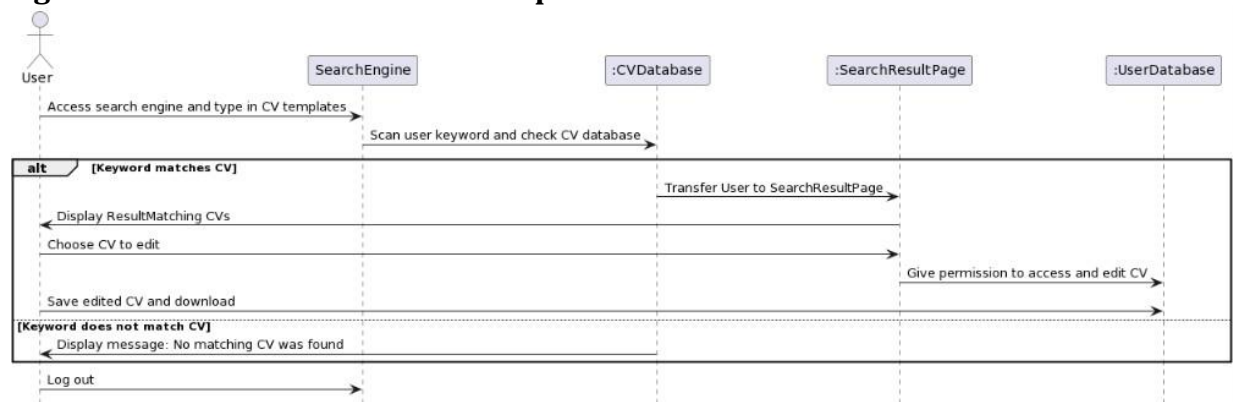 User
SearchEngine
:CVDatabase
:SearchResultPage
:UserDatabase
Access search engine and type in CV templates
Scan user keyword and check CV database
alt
[Keyword matches CV]
Transfer User to SearchResultPage
Display ResultMatching CVs
Choose CV to edit
Give permission to access and edit CV
Save edited CV and download
[Keyword does not match CV]
Display message: No matching CV was found
Log out